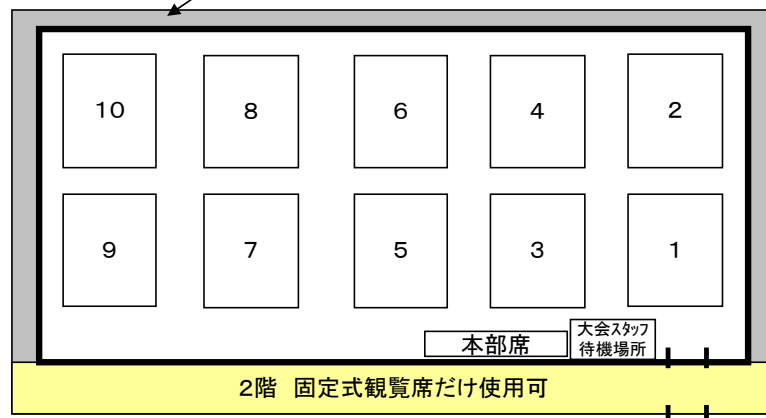 10 8 6 4 2
9 7 5 3 1
本部席
大会スタッフ
待機場所
2階 固定式観覧席だけ使用可